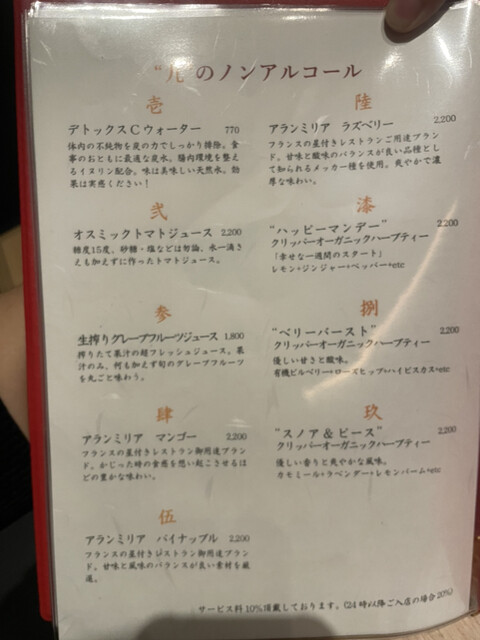 “尾”のノンアルコール
壱
デトックスCウォーター 770
体内の不純物を炭の力でしっかり排除。食
事のおともに最適な炭水。腸内環境を整え
るイヌリン配合。味は美味しい天然水。効
果は実感ください！
弐
オスミックトマトジュース 2,200
糖度15度。砂糖・塩などは勿論、水一滴さ
えも加えずに作ったトマトジュース。
参
生搾りグレープフルーツジュース 1,800
搾りたて果汁の超フレッシュジュース。果
汁のみ、何も加えず旬のグレープフルーツ
を丸ごと味わう。
肆
アランミリア マンゴー 2,200
フランスの星付きレストラン御用達ブラン
ド。かじった時の食感を想い起こさせるほ
どの豊かな味わい。
伍
アランミリア パイナップル 2,200
フランスの星付きレストラン御用達ブラン
ド。甘味と風味のバランスが良い素材を厳
選。
陸
アランミリア ラズベリー 2,200
フランスの星付きレストランご用達ブラン
ド。甘味と酸味のバランスが良い品種とし
て知られるメッカー種を使用。爽やかで濃
厚な味わい。
漆
“ハッピーマンデー” 2,200
クリッパーオーガニックハーブティー
「幸せな一週間のスタート」
レモン+ジンジャー+ペッパー+etc
捌
“ベリーバースト” 2,200
クリッパーオーガニックハーブティー
優しい甘さと酸味。
有機ビルベリー+ローズヒップ+ハイビスカス+etc
玖
“スノア＆ピース” 2,200
クリッパーオーガニックハーブティー
優しい香りと爽やかな風味。
カモミール+ラベンダー+レモンバーム+etc
サービス料10%頂戴しております。(24時以降ご入店の場合20%)